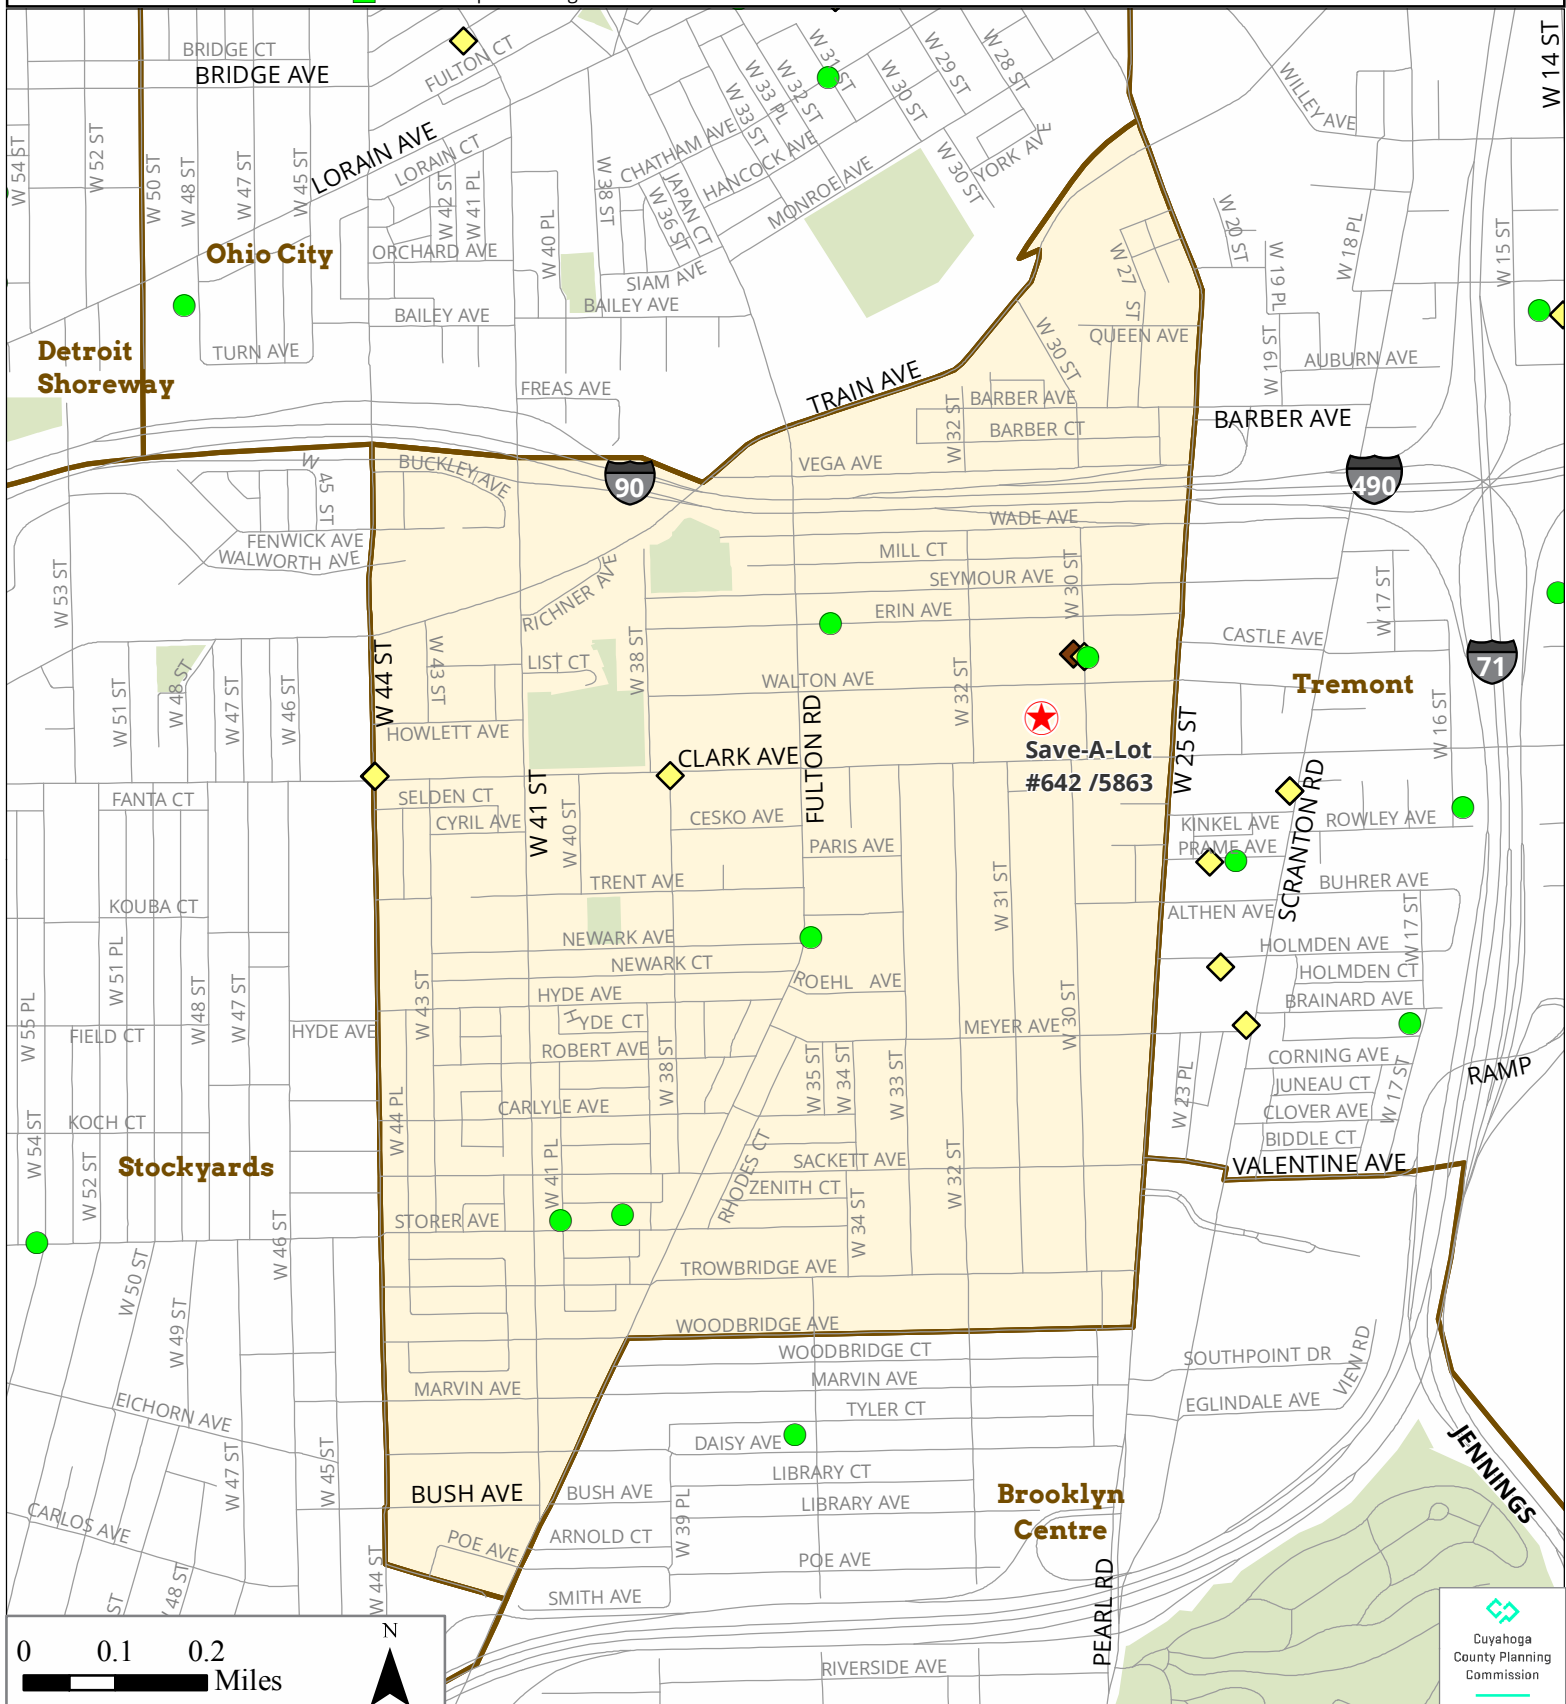 BRIDGE CT
BRIDGE AVE
FULTON CT
W 31 ST
W 29 ST
W 28 ST
W 33 PL
W 32 ST
W 30 ST
W 33 ST
WILLEY AVE
W 14 ST
W 54 ST
W 52 ST
W 50 ST
W 48 ST
W 47 ST
W 45 ST
LORAIN AVE
LORAIN CT
W 42 ST
W 41 PL
W 38 ST
CHATHAM AVE
HANCOCK AVE
JAPAN CT
W 36 ST
MONROE AVE
W 30 ST
YORK AVE
Ohio City
ORCHARD AVE
W 40 PL
SIAM AVE
BAILEY AVE
BAILEY AVE
W 27 ST
W 20 ST
W 19 PL
W 18 PL
W 15 ST
Detroit
Shoreway
TURN AVE
FREAS AVE
TRAIN AVE
W 30 ST
QUEEN AVE
W 19 ST
AUBURN AVE
BARBER AVE
BARBER AVE
W 32 ST
BARBER CT
VEGA AVE
BUCKLEY AVE
W 45 ST
90
490
FENWICK AVE
WALWORTH AVE
WADE AVE
MILL CT
SEYMOUR AVE
W 30 ST
W 53 ST
RICHNER AVE
ERIN AVE
W 17 ST
CASTLE AVE
71
W 44 ST
W 43 ST
LIST CT
W 38 ST
WALTON AVE
W 32 ST
Tremont
W 51 ST
W 48 ST
W 47 ST
W 46 ST
HOWLETT AVE
FULTON RD
W 25 ST
W 16 ST
Save-A-Lot
#642 /5863
CLARK AVE
FANTA CT
SELDEN CT
CYRIL AVE
W 41 ST
W 40 ST
CESKO AVE
PARIS AVE
SCRANTON RD
KINKEL AVE
ROWLEY AVE
PRAME AVE
TRENT AVE
W 31 ST
BUHRER AVE
KOUBA CT
ALTHEN AVE
W 17 ST
NEWARK AVE
HOLMDEN AVE
W 51 PL
NEWARK CT
HOLMDEN CT
W 48 ST
W 47 ST
W 43 ST
HYDE AVE
ROEHL AVE
BRAINARD AVE
W 55 PL
FIELD CT
HYDE AVE
HYDE CT
MEYER AVE
W 30 ST
ROBERT AVE
W 38 ST
W 35 ST
W 34 ST
W 33 ST
CORNING AVE
RAMP
JUNEAU CT
W 23 PL
W 17 ST
W 44 PL
CARLYLE AVE
CLOVER AVE
KOCH CT
BIDDLE CT
W 54 ST
Stockyards
W 52 ST
W 41 PL
RHODES CT
SACKETT AVE
W 32 ST
VALENTINE AVE
ZENITH CT
W 34 ST
STORER AVE
W 46 ST
W 50 ST
TROWBRIDGE AVE
W 49 ST
WOODBRIDGE AVE
WOODBRIDGE CT
SOUTHPOINT DR
VIEW RD
MARVIN AVE
MARVIN AVE
EGLINDALE AVE
EICHORN AVE
TYLER CT
DAISY AVE
W 47 ST
W 45 ST
LIBRARY CT
JENNINGS
BUSH AVE
BUSH AVE
W 39 PL
LIBRARY AVE
Brooklyn
Centre
CARLOS AVE
ARNOLD CT
POE AVE
POE AVE
W 44 ST
48 ST
ST
SMITH AVE
PEARL RD
RIVERSIDE AVE
0 0.1 0.2
Miles
N
Cuyahoga
County Planning
Commission